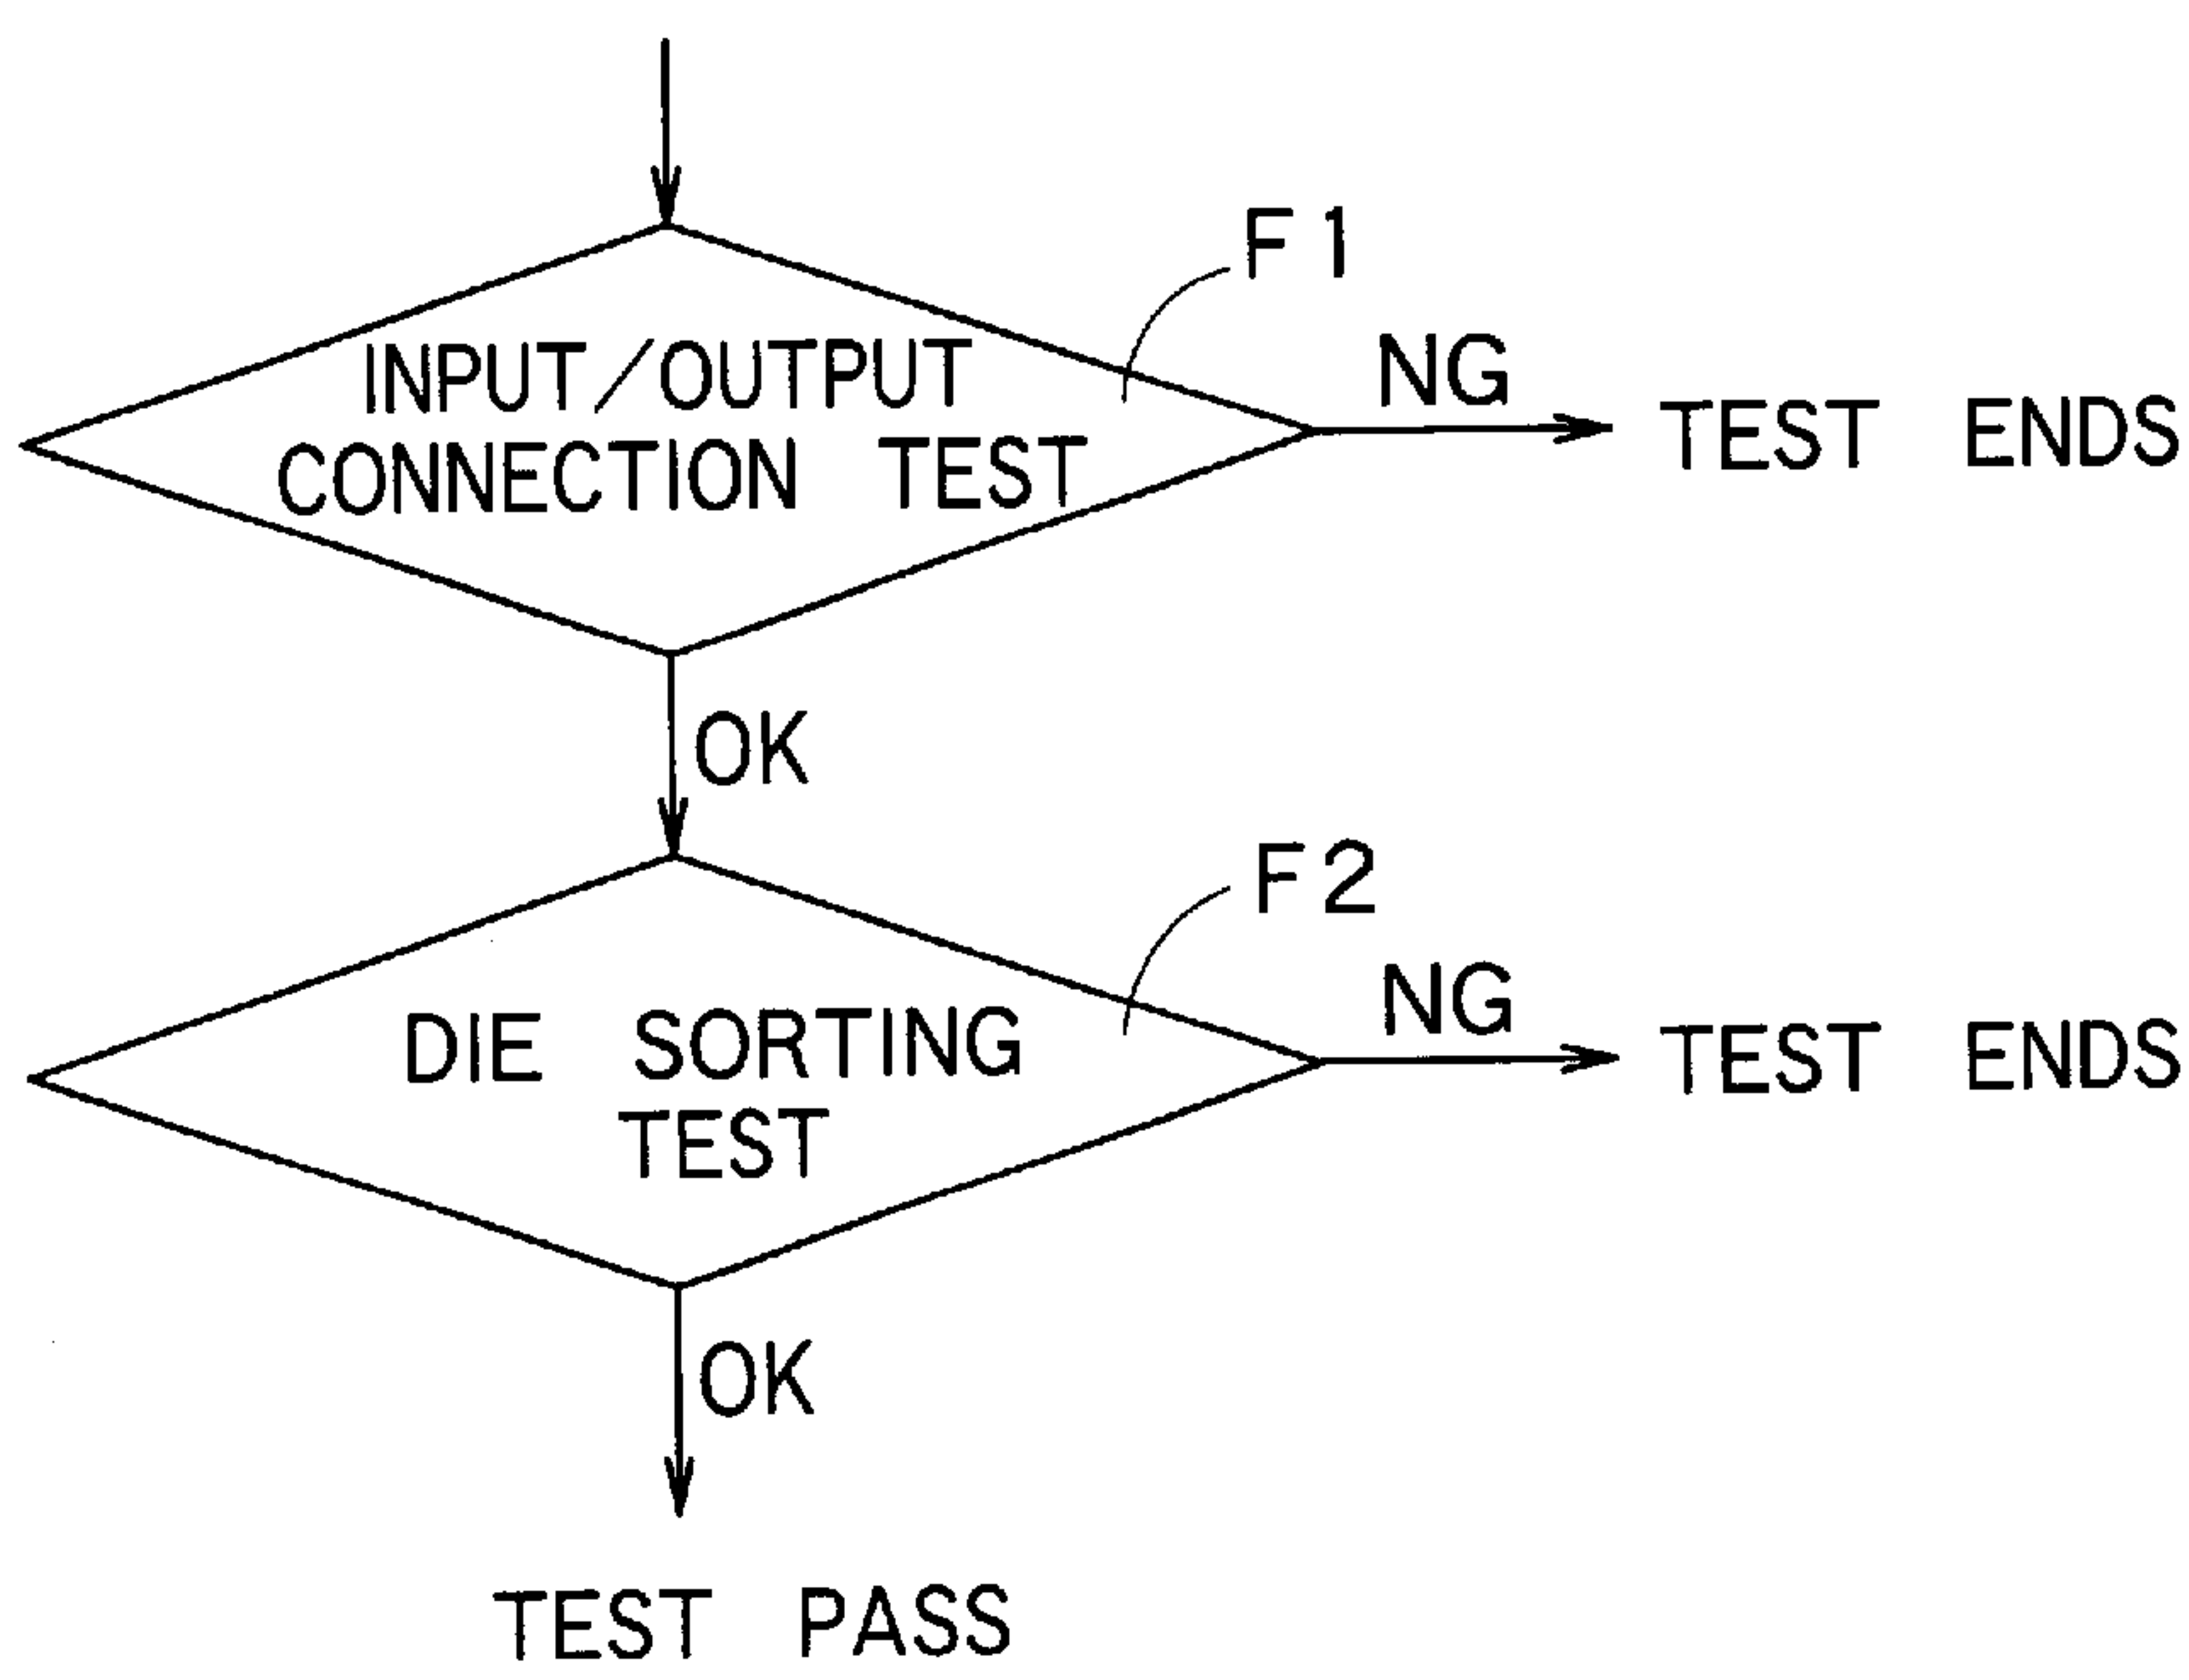 F1
INPUT/OUTPUT
CONNECTION TEST
NG
TEST ENDS
OK
F2
DIE SORTING
TEST
NG
TEST ENDS
OK
TEST PASS